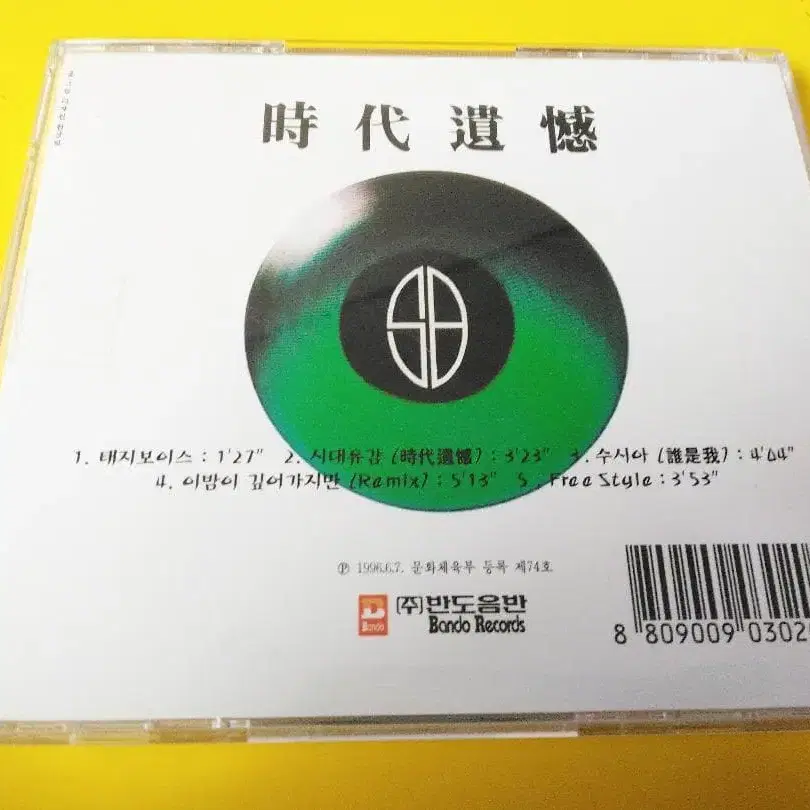 時代遺憾
SB
1. 태지보이스 : 1'27" 2. 시대유감 (時代遺憾) : 3'23" 3. 수시아 (誰是我) : 4'04"
4. 이밤이 깊어가지만 (Remix) : 5'13" 5. Free Style : 3'53"
Ⓟ 1996.6.7. 문화체육부 등록 제74호
Bando
(주)반도음반
Bando Records
8 809009 0302